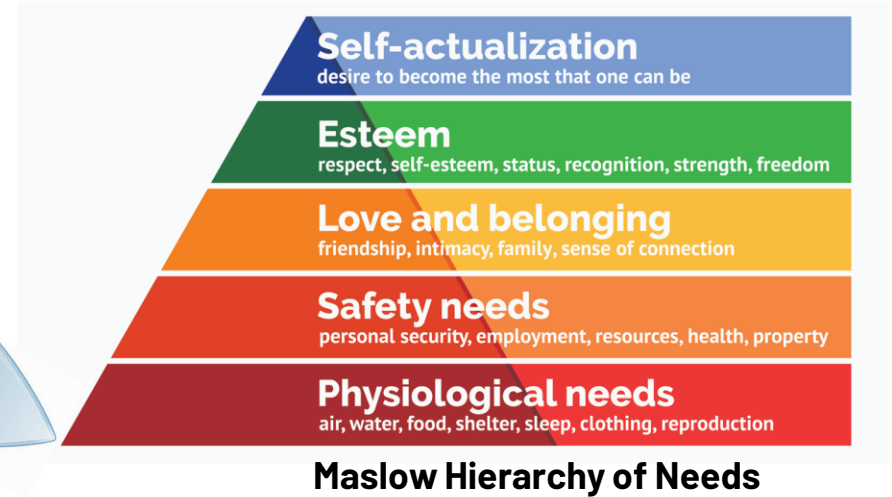 Self-actualization
desire to become the most that one can be
Esteem
respect, self-esteem, status, recognition, strength, freedom
Love and belonging
friendship, intimacy, family, sense of connection
Safety needs
personal security, employment, resources, health, property
Physiological needs
air, water, food, shelter, sleep, clothing, reproduction
Maslow Hierarchy of Needs